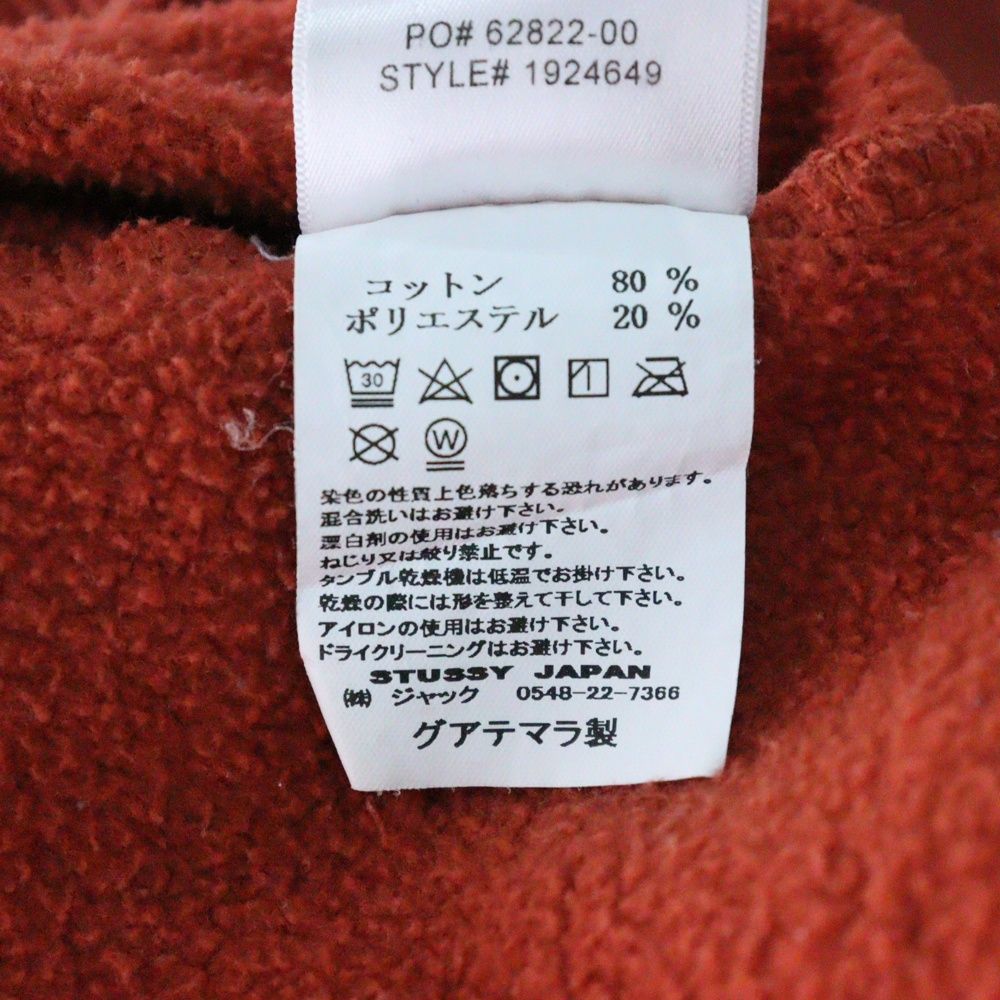 PO# 62822-00
STYLE# 1924649
コットン 80 %
ポリエステル 20 %
30
W
染色の性質上色落ちする恐れがあります。
混合洗いはお避け下さい。
漂白剤の使用はお避け下さい。
ねじり又は絞り禁止です。
タンブル乾燥機は低温でお掛け下さい。
乾燥の際には形を整えて干して下さい。
アイロンの使用はお避け下さい。
ドライクリーニングはお避け下さい。
STUSSY JAPAN
㈱ ジャック 0548-22-7366
グアテマラ製